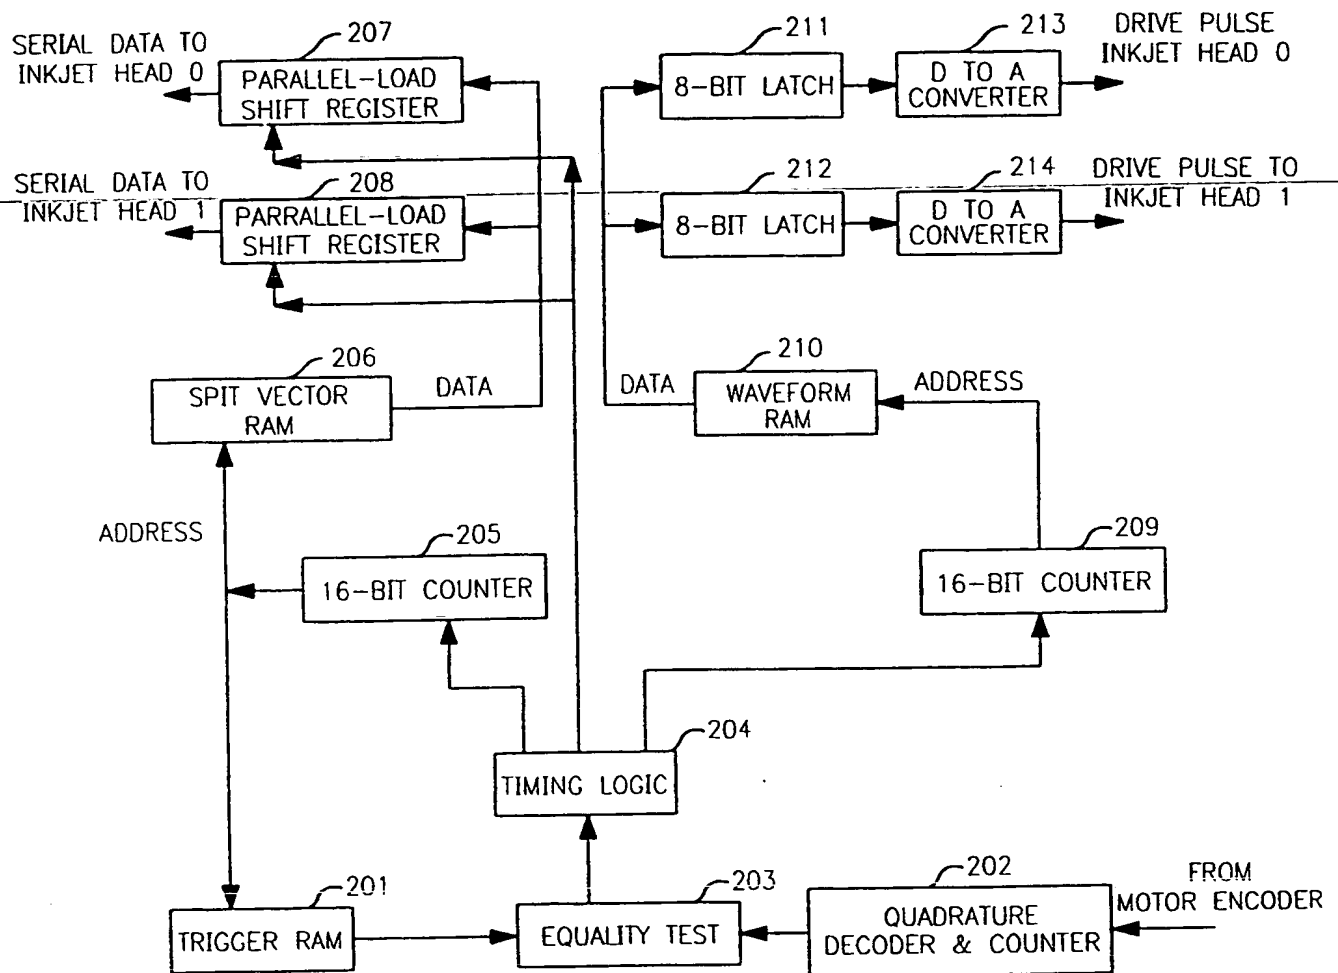 SERIAL DATA TO
INKJET HEAD 0
207
PARALLEL-LOAD
SHIFT REGISTER
211
8-BIT LATCH
213
D TO A
CONVERTER
DRIVE PULSE
INKJET HEAD 0
SERIAL DATA TO
INKJET HEAD 1
208
PARRALLEL-LOAD
SHIFT REGISTER
212
8-BIT LATCH
214
D TO A
CONVERTER
DRIVE PULSE TO
INKJET HEAD 1
206
SPIT VECTOR
RAM
DATA
DATA
210
WAVEFORM
RAM
ADDRESS
ADDRESS
205
16-BIT COUNTER
209
16-BIT COUNTER
204
TIMING LOGIC
201
TRIGGER RAM
203
EQUALITY TEST
202
QUADRATURE
DECODER & COUNTER
FROM
MOTOR ENCODER